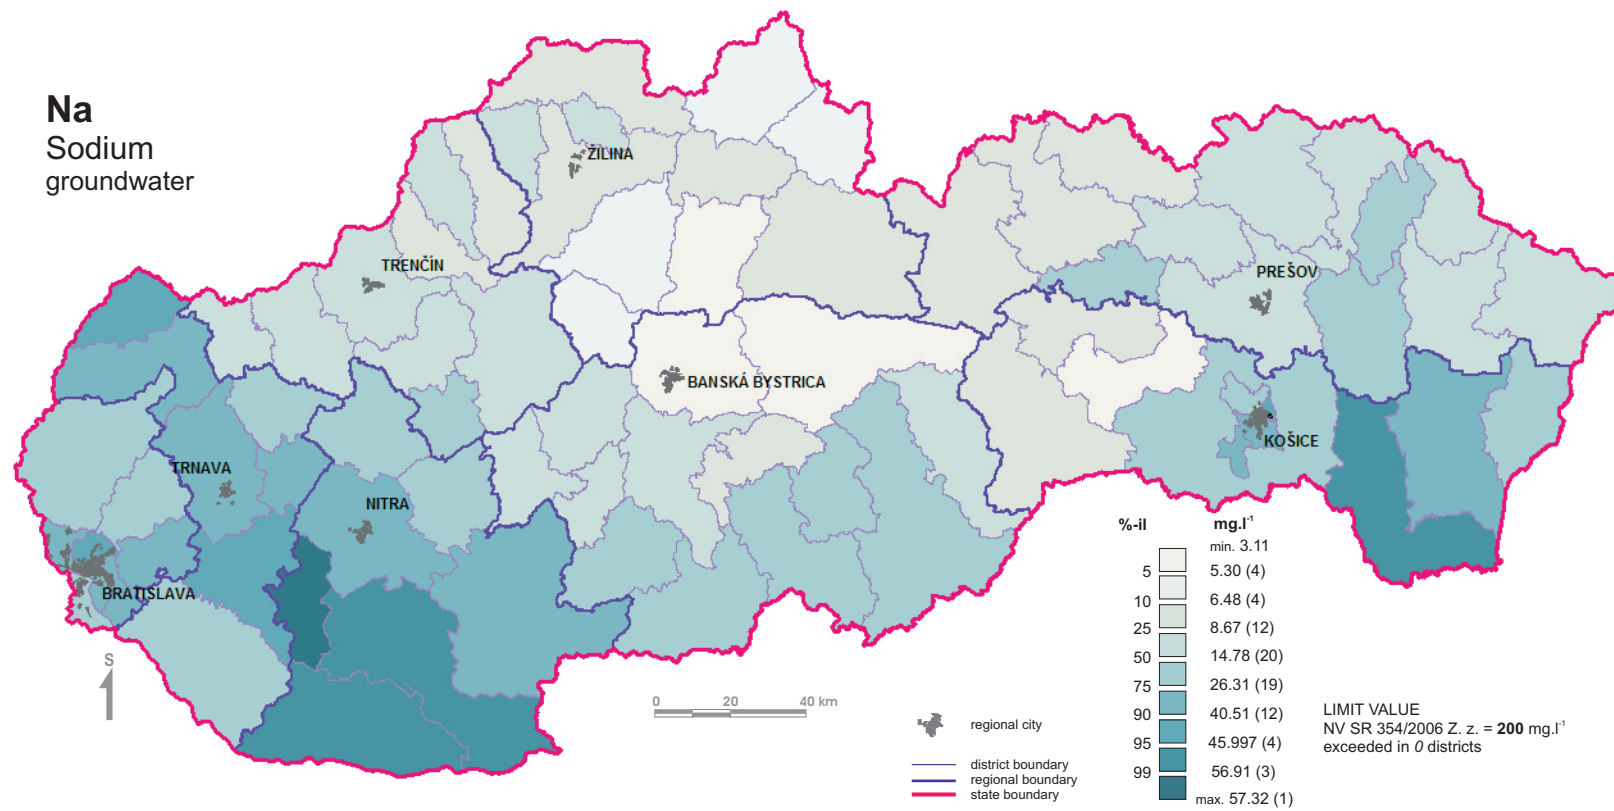 Na
Sodium
groundwater
ŽILINA
TRENČÍN
PREŠOV
BANSKÁ BYSTRICA
KOŠICE
TRNAVA
NITRA
BRATISLAVA
S
0 20 40 km
regional city
district boundary
regional boundary
state boundary
%-il mg.l-1
min. 3.11
5 5.30 (4)
10 6.48 (4)
25 8.67 (12)
50 14.78 (20)
75 26.31 (19)
90 40.51 (12)
95 45.997 (4)
99 56.91 (3)
max. 57.32 (1)
LIMIT VALUE
NV SR 354/2006 Z. z. = 200 mg.l-1
exceeded in 0 districts